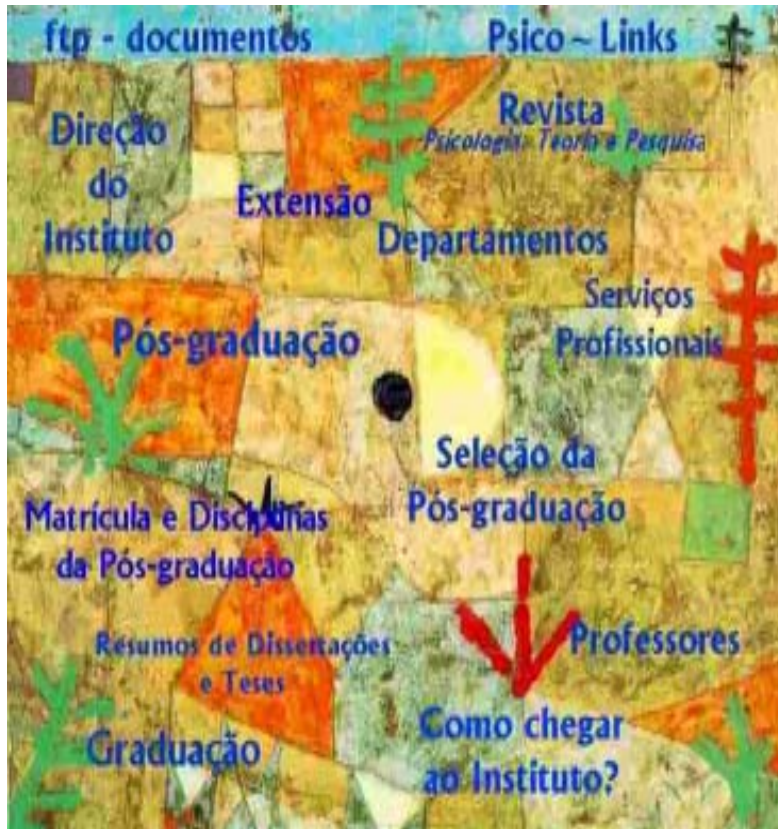 ftp - documentos
Psico ~ Links
Direção
do
Instituto
Extensão
Revista
Psicologia: Teoria e Pesquisa
Departamentos
Serviços
Profissionais
Pós-graduação
Seleção da
Pós-graduação
Matrícula e Disciplinas
da Pós-graduação
Resumos de Dissertações
e Teses
Professores
Graduação
Como chegar
ao Instituto?